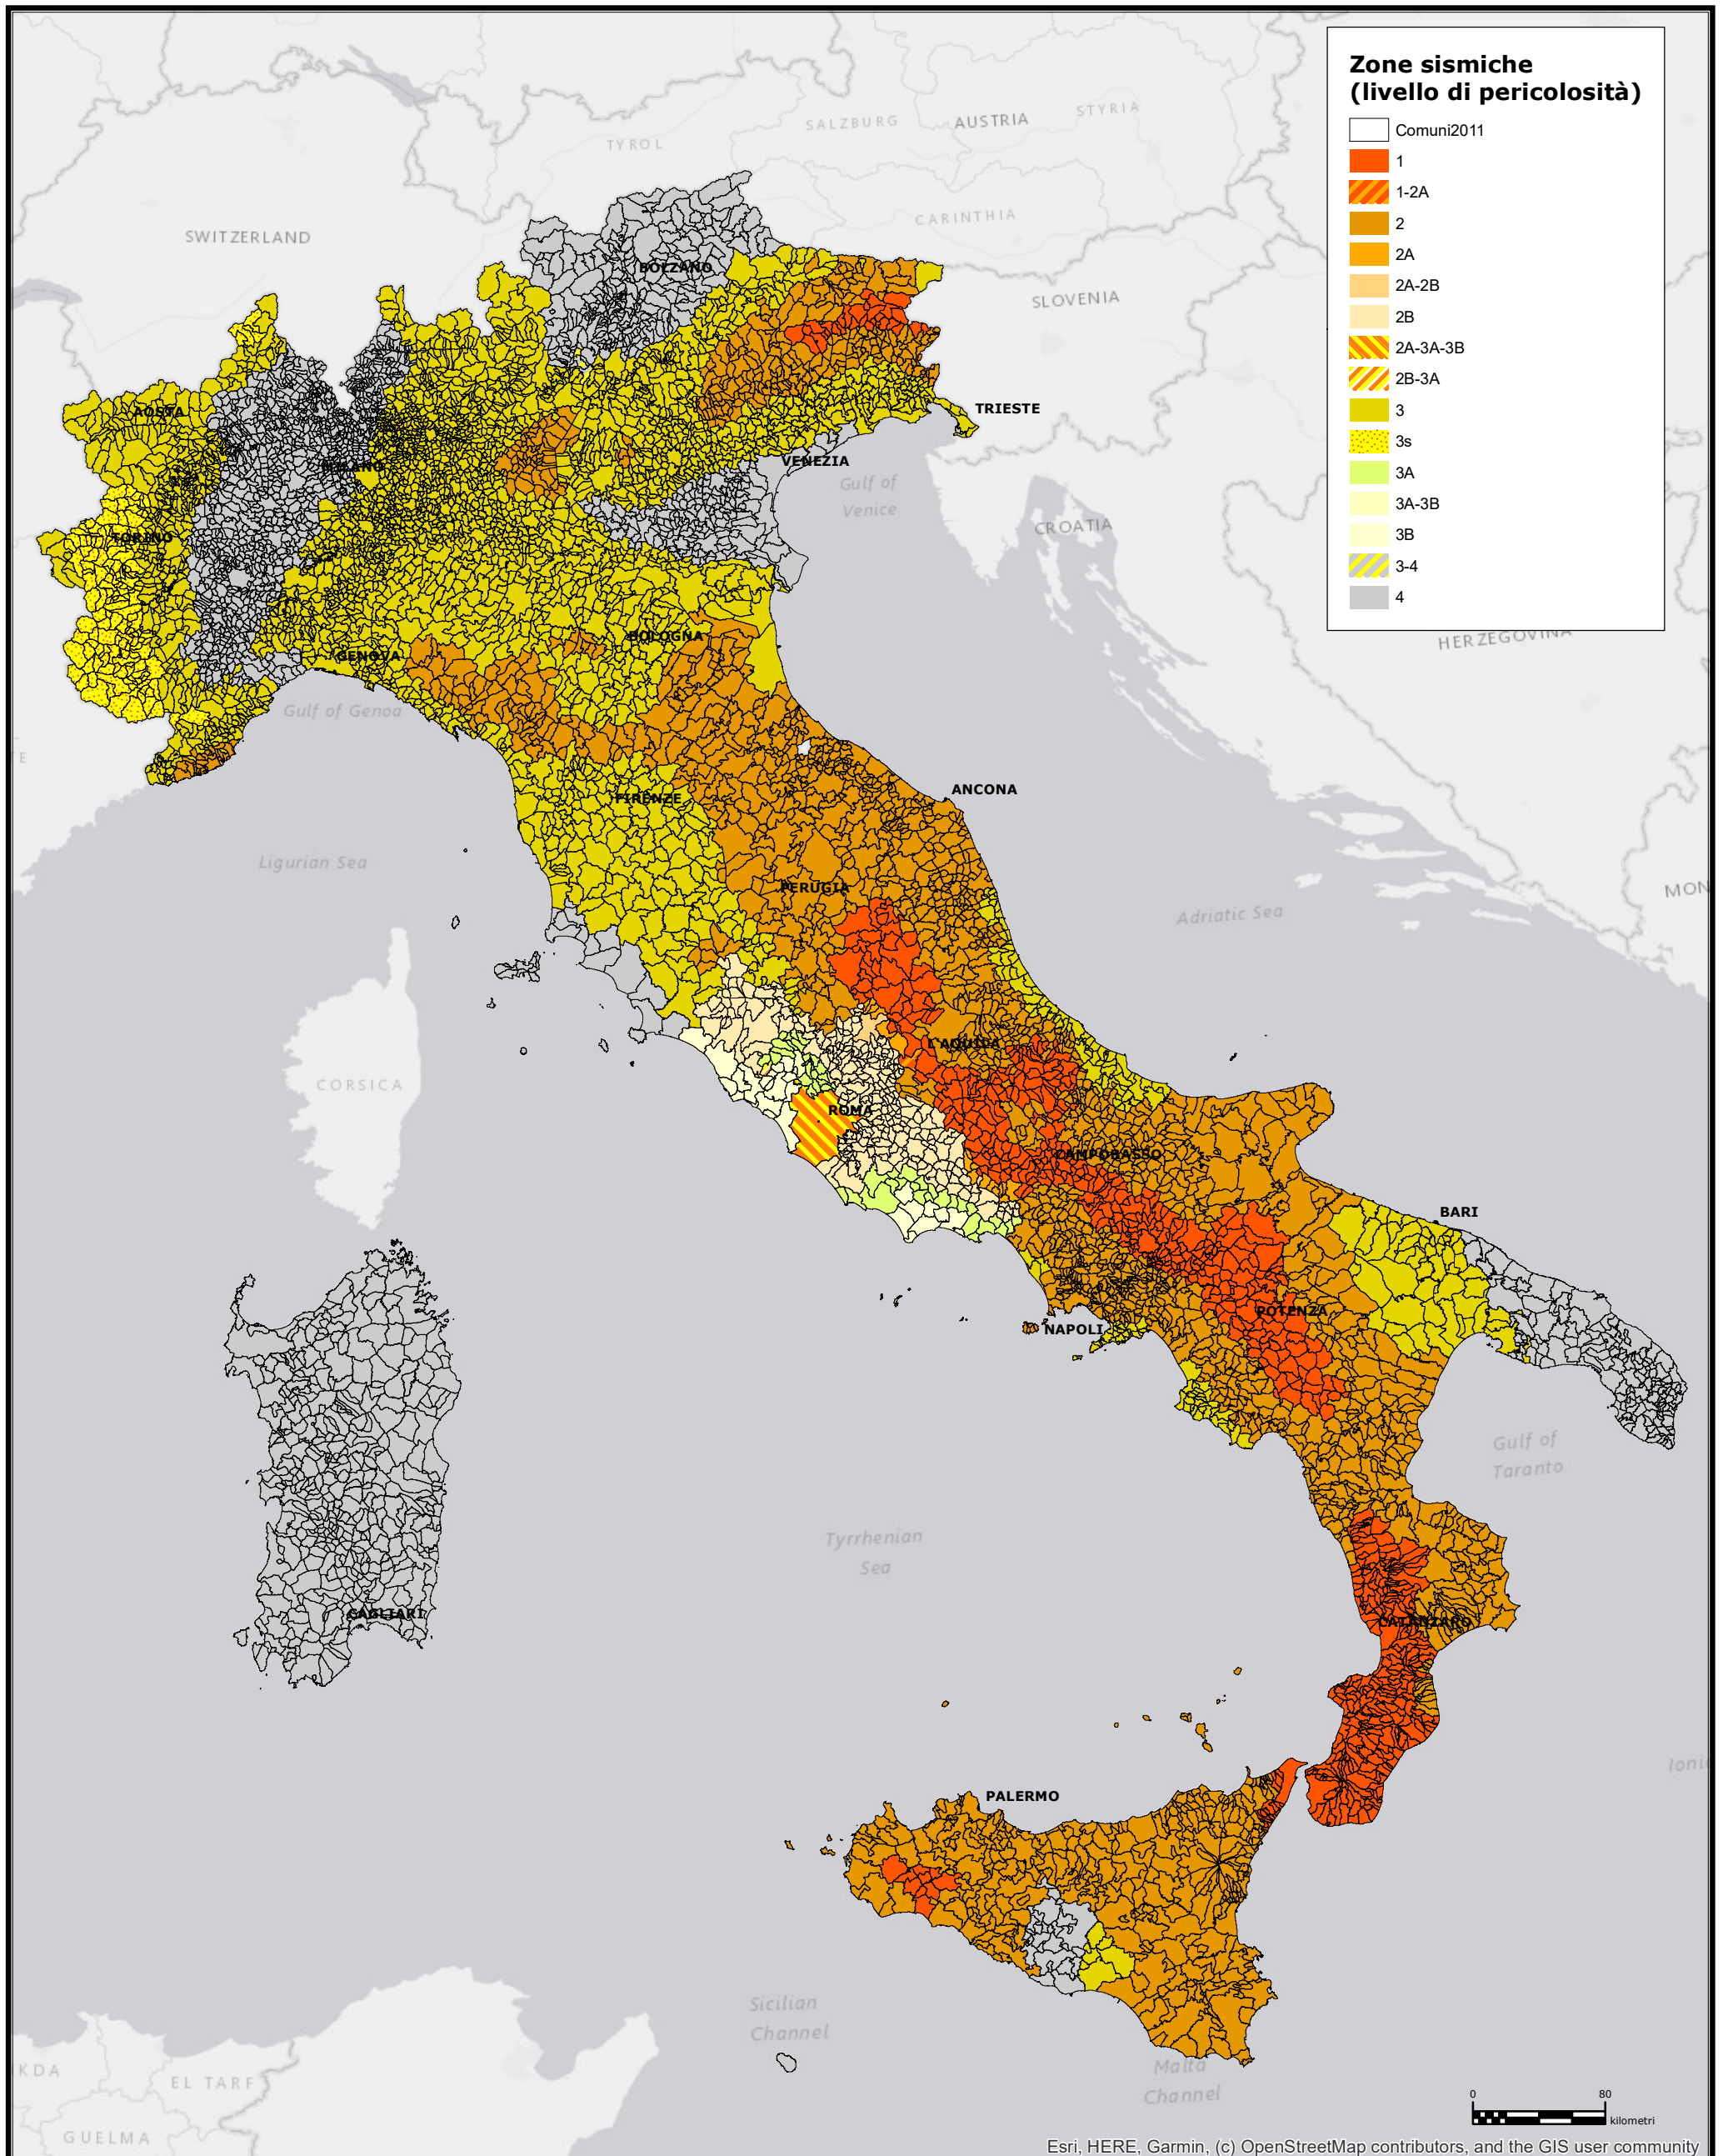 Zone sismiche
(livello di pericolosità)
Comuni2011
1
1-2A
2
2A
2A-2B
2B
2A-3A-3B
2B-3A
3
3s
3A
3A-3B
3B
3-4
4
SALZBURG
AUSTRIA
STYRIA
TYROL
CARINTHIA
SWITZERLAND
BOLZANO
SLOVENIA
AOSTA
TRIESTE
MILANO
VENEZIA
Gulf of
Venice
CROATIA
TORINO
BOLOGNA
HERZEGOVINA
GENOVA
Gulf of Genoa
TE
ANCONA
FIRENZE
Ligurian Sea
PERUGIA
MON
Adriatic Sea
L'AQUILA
CORSICA
ROMA
CAMPOBASSO
BARI
POTENZA
NAPOLI
Gulf of
Taranto
Tyrrhenian
Sea
CAGLIARI
CATANZARO
Ioni
PALERMO
Sicilian
Channel
Malta
Channel
KDA
EL TARF
GUELMA
0 80
kilometri
Esri, HERE, Garmin, (c) OpenStreetMap contributors, and the GIS user community